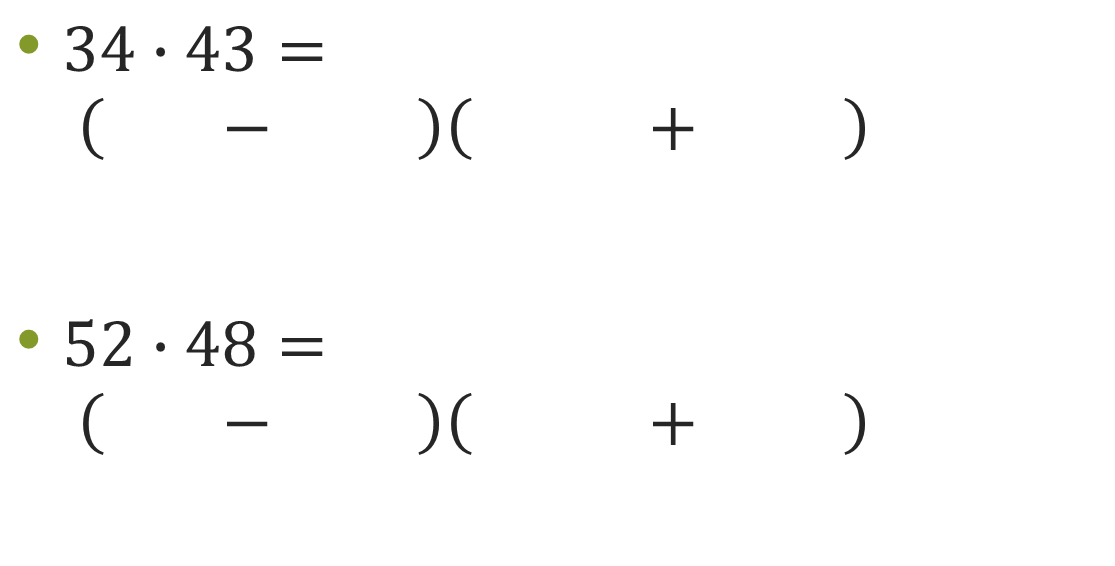 • 34 · 43 =
(  −  )(  +  )
• 52 · 48 =
(  −  )(  +  )